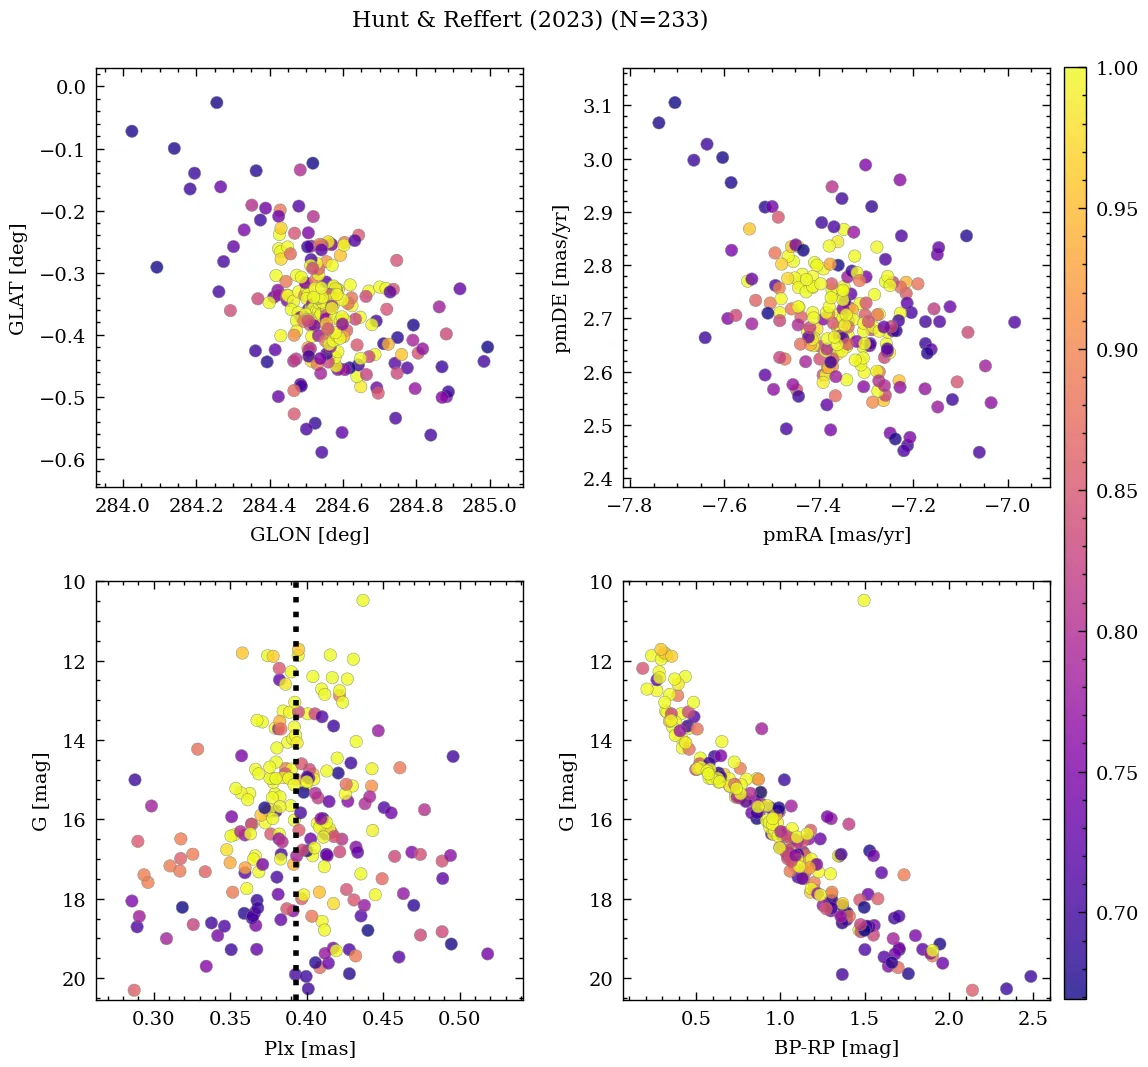 Hunt & Reffert (2023) (N=233)
0.0
−0.1
−0.2
−0.3
−0.4
−0.5
−0.6
GLAT [deg]
284.0 284.2 284.4 284.6 284.8 285.0
GLON [deg]
3.1
3.0
2.9
2.8
2.7
2.6
2.5
2.4
pmDE [mas/yr]
−7.8 −7.6 −7.4 −7.2 −7.0
pmRA [mas/yr]
1.00
0.95
0.90
0.85
0.80
0.75
0.70
10
12
14
16
18
20
G [mag]
0.30 0.35 0.40 0.45 0.50
Plx [mas]
10
12
14
16
18
20
G [mag]
0.5 1.0 1.5 2.0 2.5
BP-RP [mag]